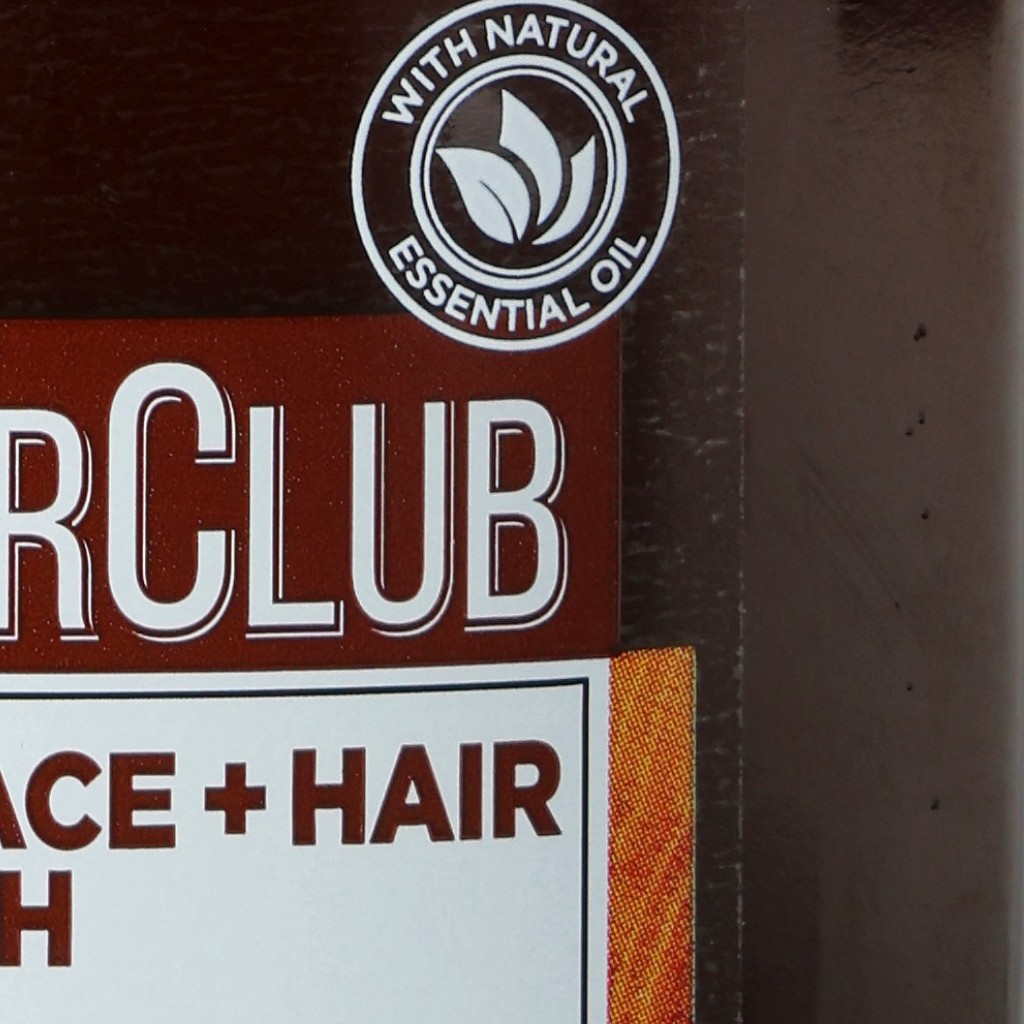 WITH NATURAL
ESSENTIAL OIL
RCLUB
ACE + HAIR
H